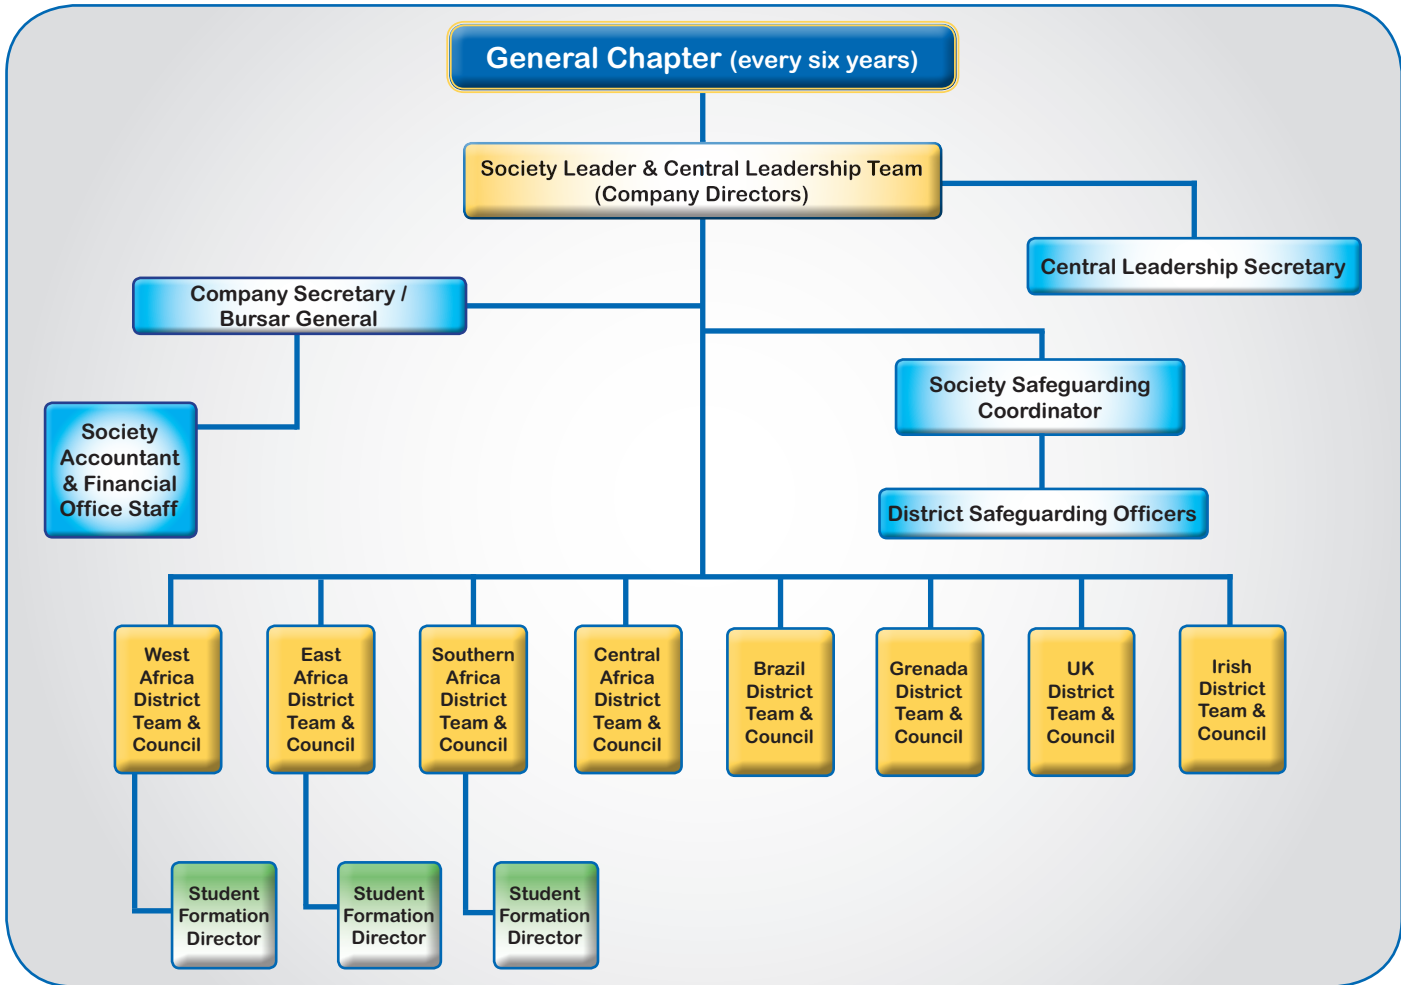 General Chapter (every six years)
Society Leader & Central Leadership Team
(Company Directors)
Central Leadership Secretary
Company Secretary /
Bursar General
Society Safeguarding
Coordinator
Society
Accountant
& Financial
Office Staff
District Safeguarding Officers
West
Africa
District
Team &
Council
East
Africa
District
Team &
Council
Southern
Africa
District
Team &
Council
Central
Africa
District
Team &
Council
Brazil
District
Team &
Council
Grenada
District
Team &
Council
UK
District
Team &
Council
Irish
District
Team &
Council
Student
Formation
Director
Student
Formation
Director
Student
Formation
Director